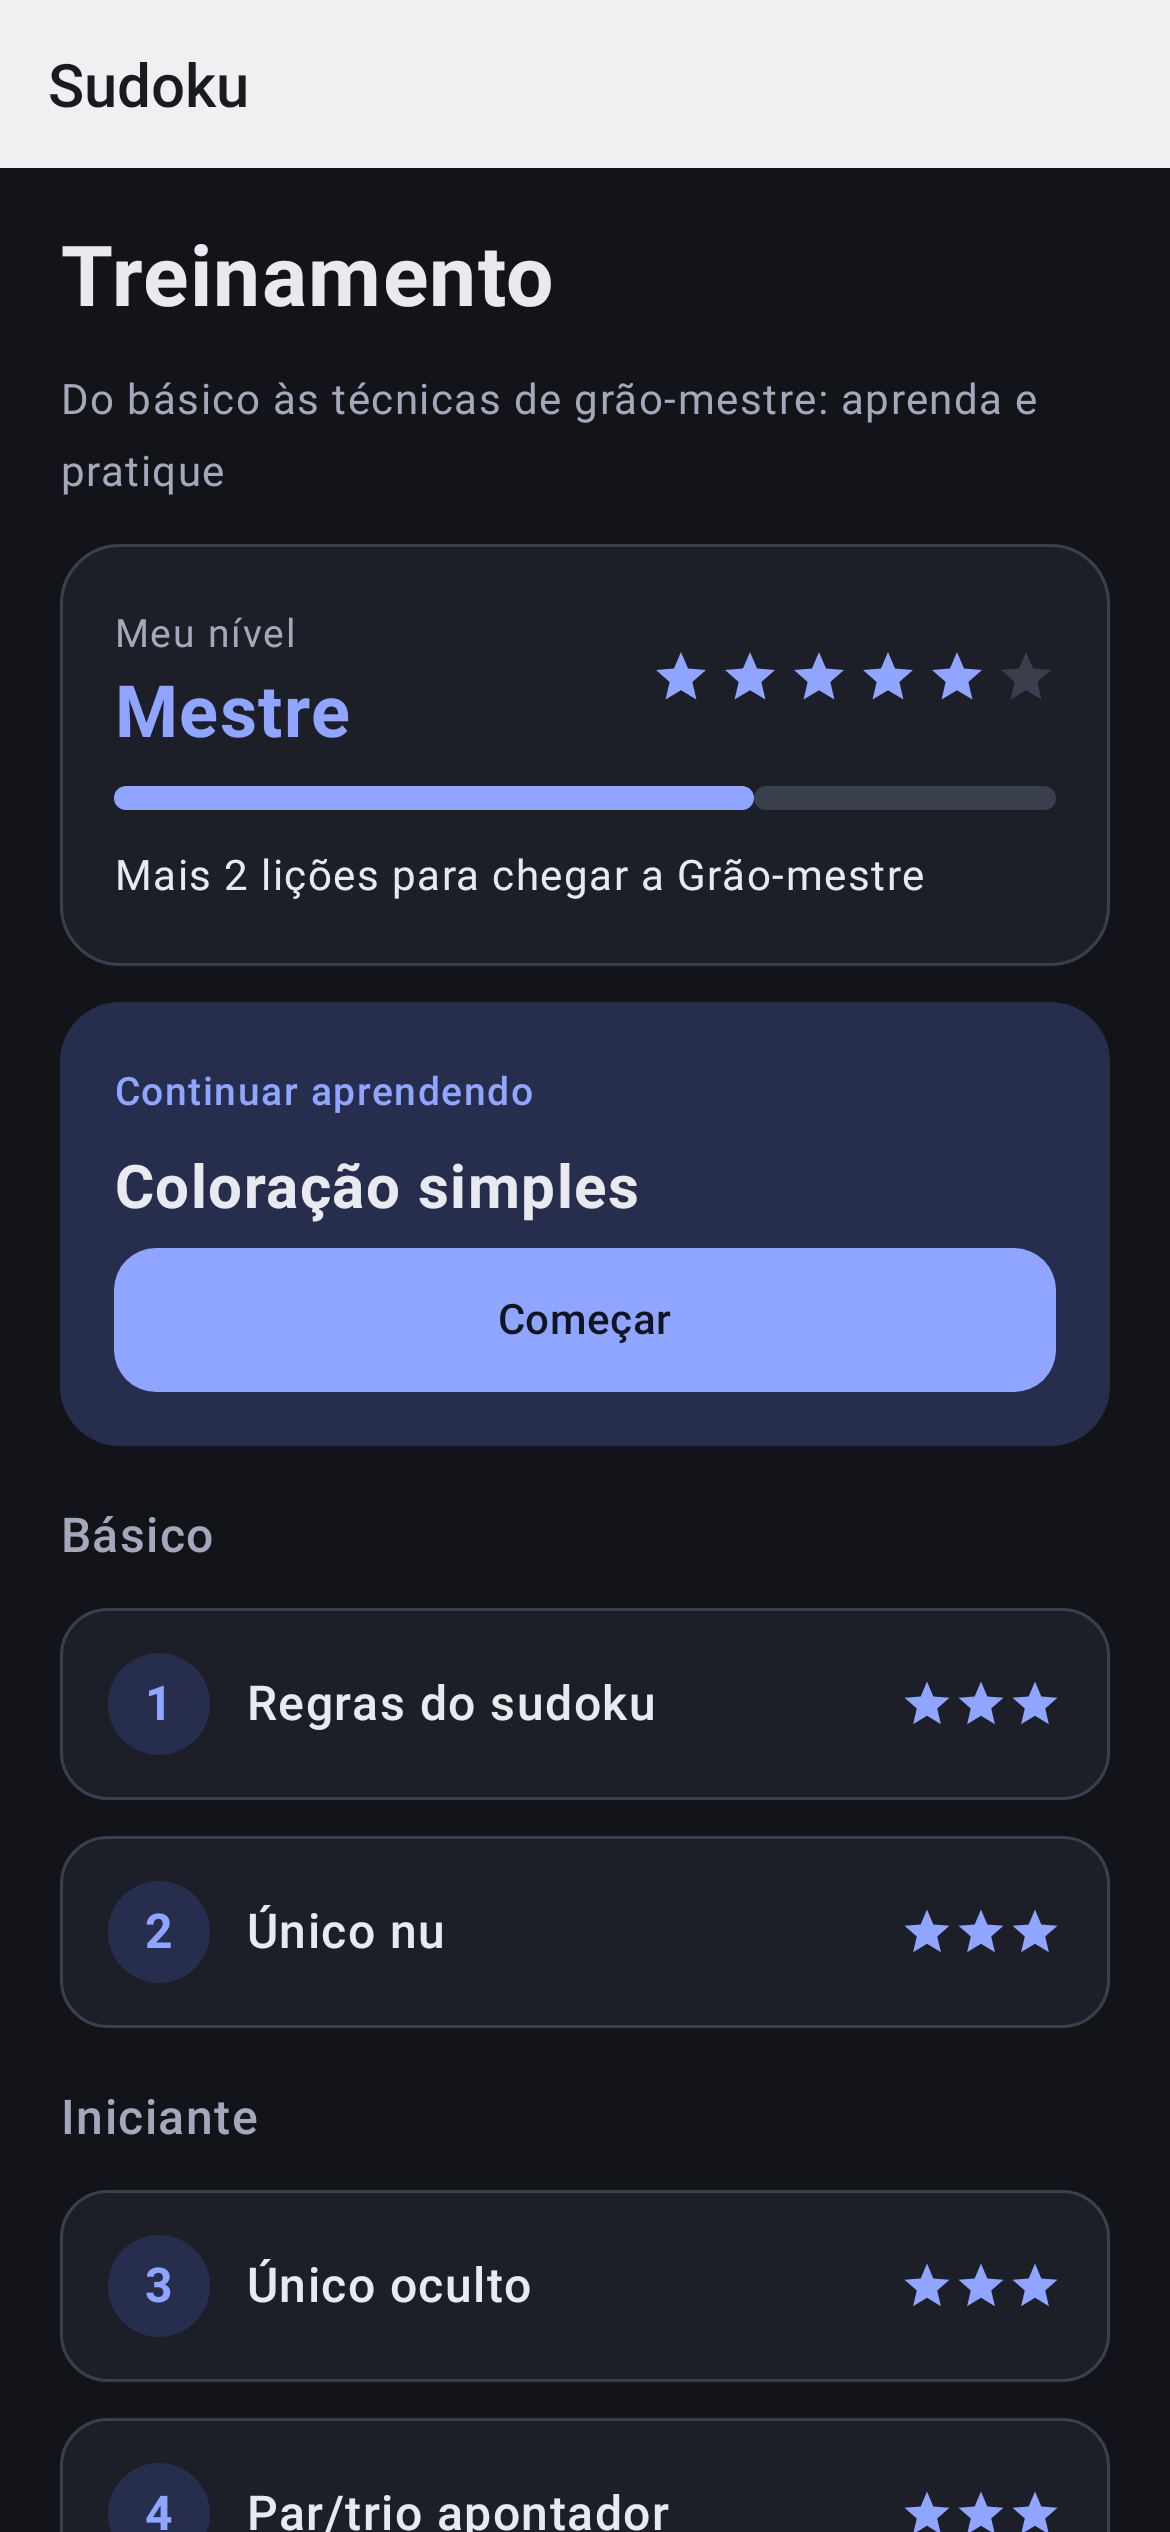 Sudoku
Treinamento
Do básico às técnicas de grão-mestre: aprenda e
pratique
Meu nível
Mestre
Mais 2 lições para chegar a Grão-mestre
Continuar aprendendo
Coloração simples
Começar
Básico
1 Regras do sudoku
2 Único nu
Iniciante
3 Único oculto
4 Par/trio apontador